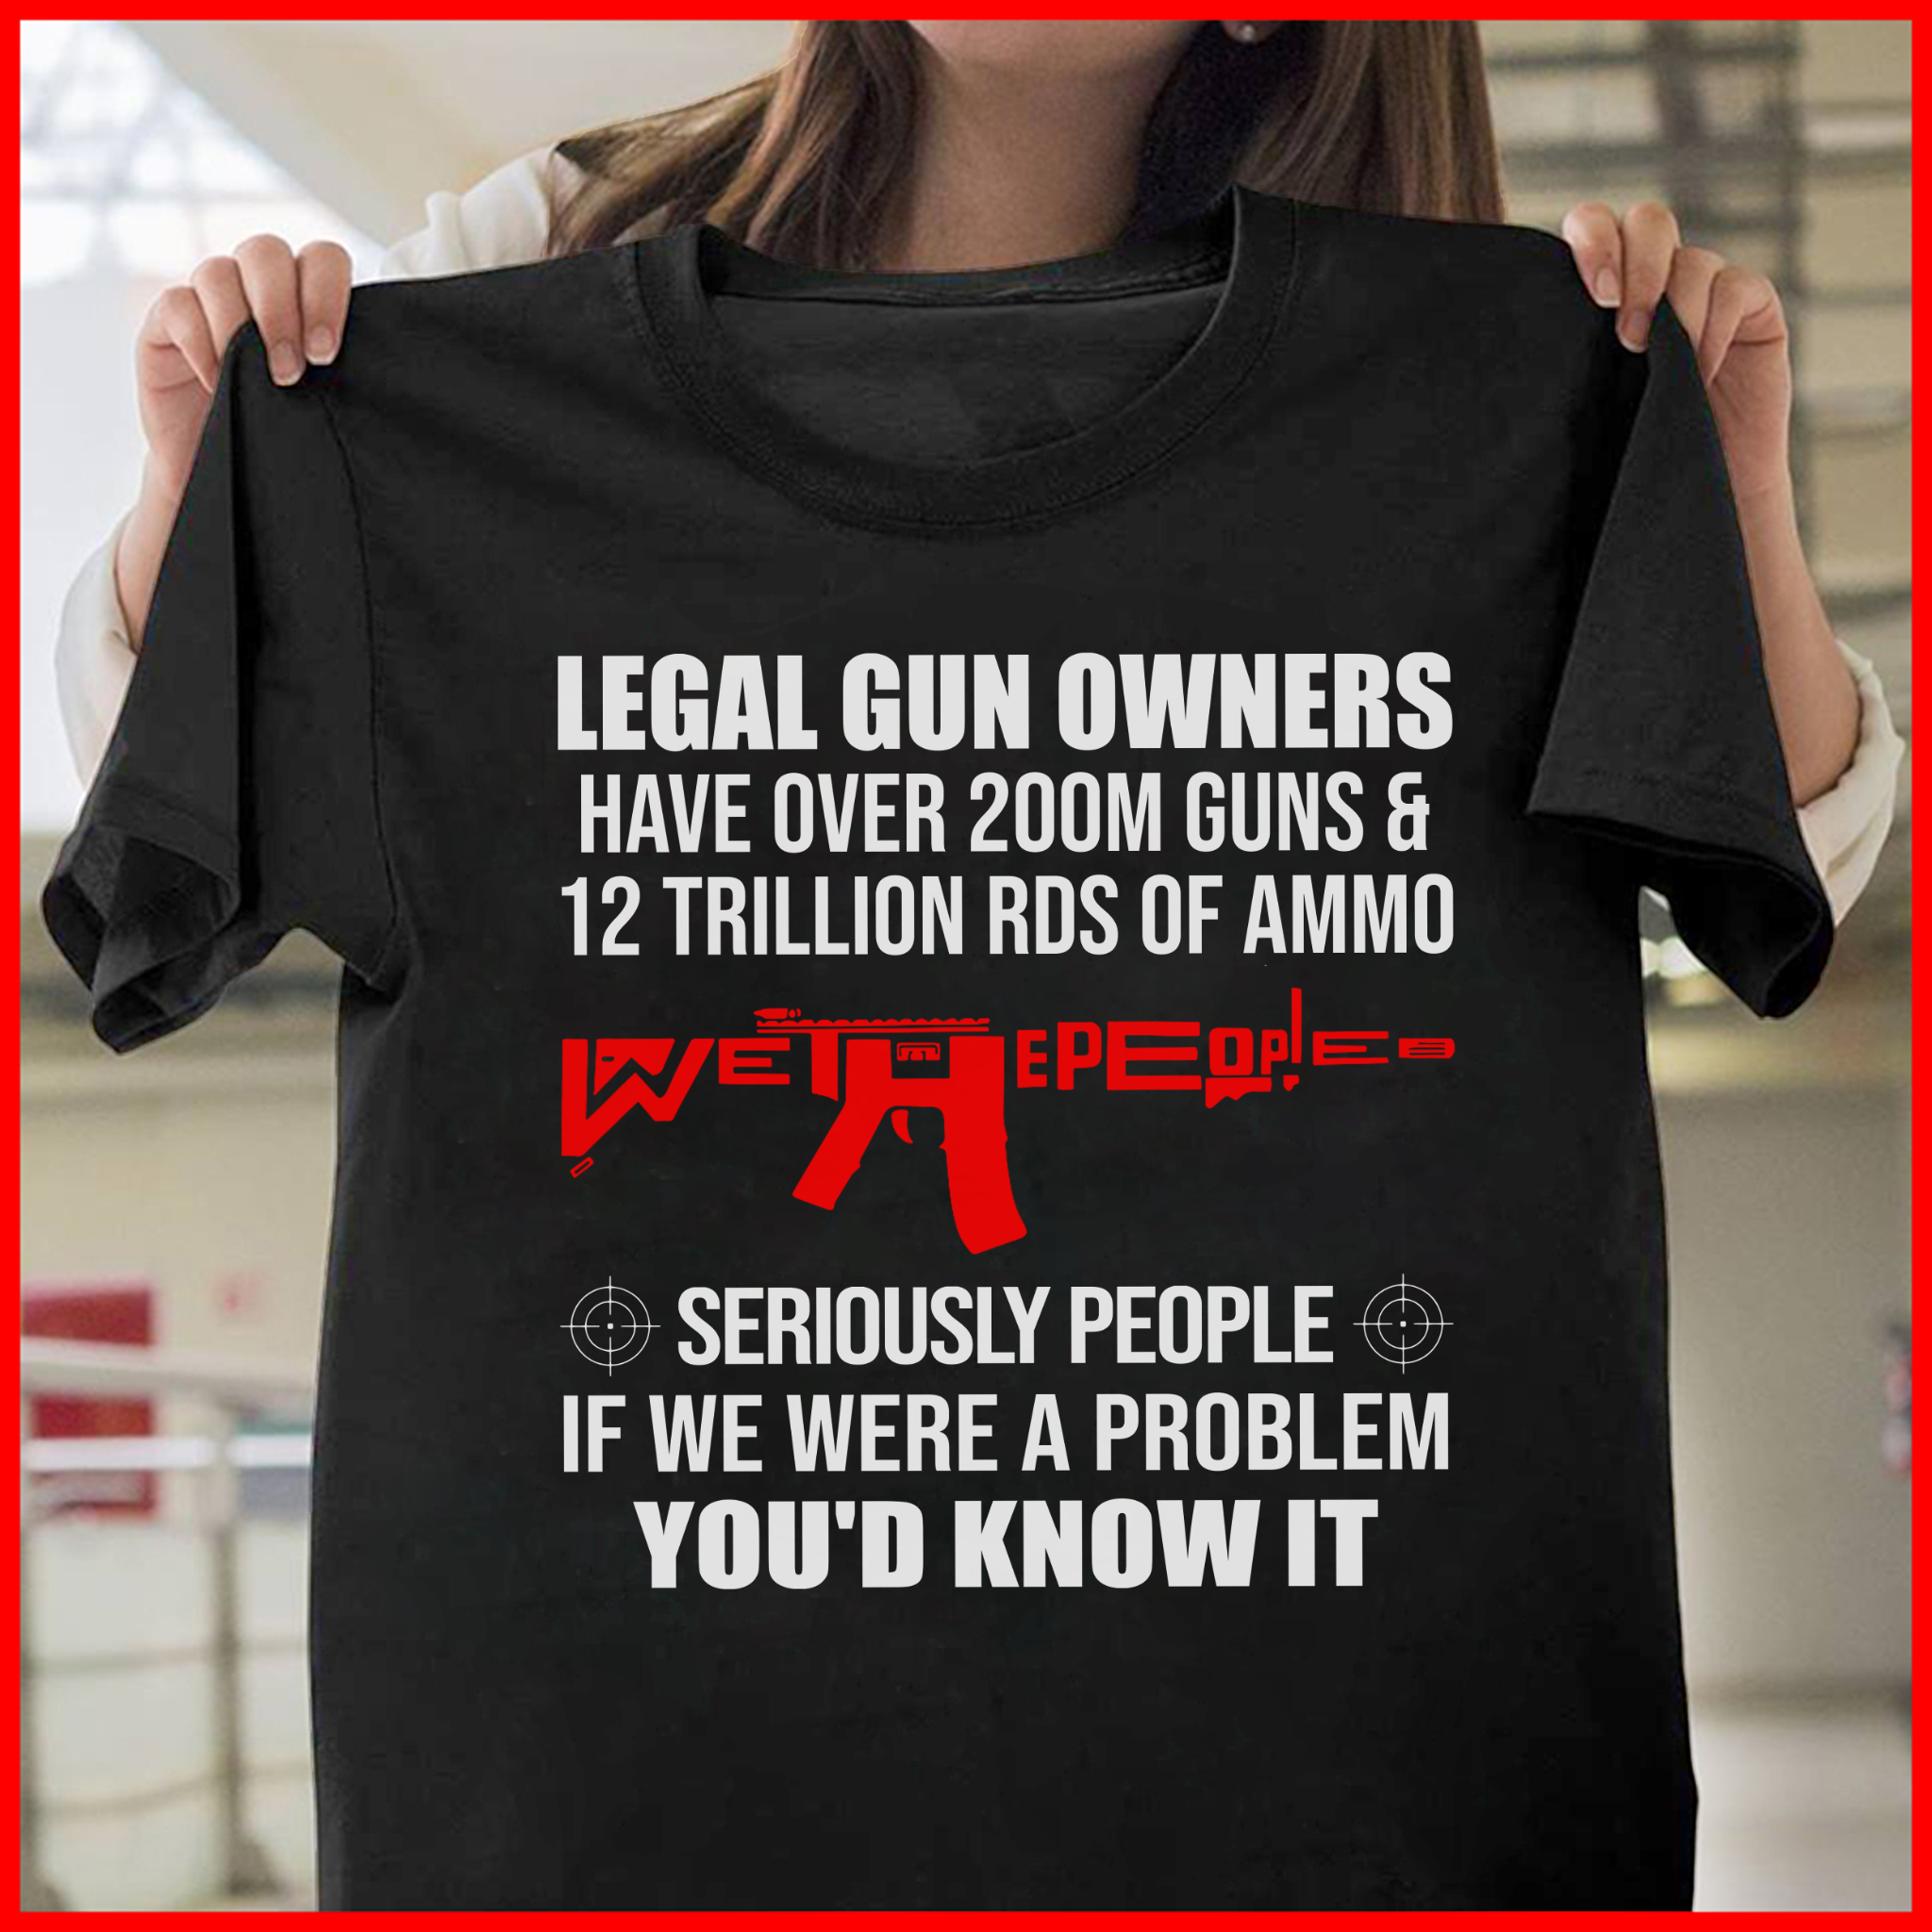 LEGAL GUN OWNERS
HAVE OVER 200M GUNS &
12 TRILLION RDS OF AMMO
WETHEPEOPLE
SERIOUSLY PEOPLE
IF WE WERE A PROBLEM
YOU'D KNOW IT